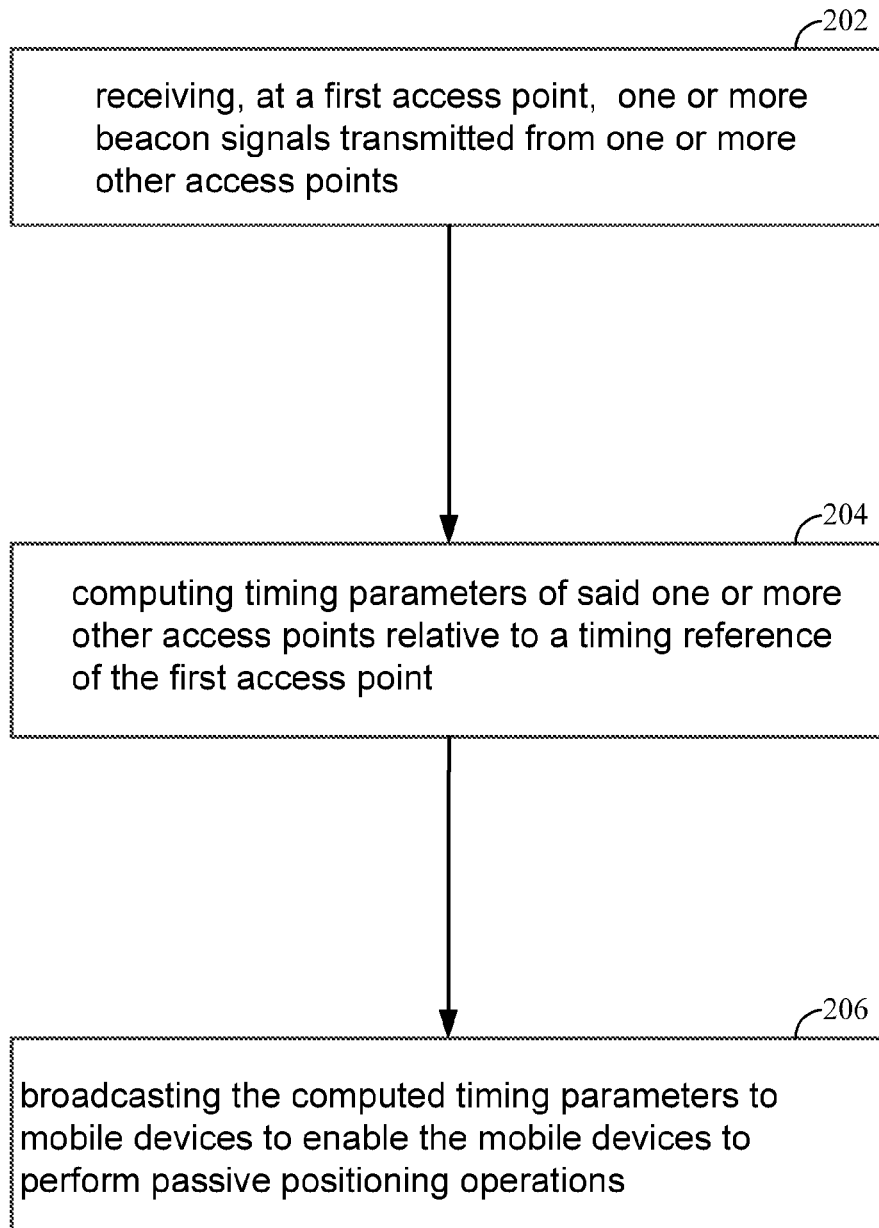 202
receiving, at a first access point, one or more
beacon signals transmitted from one or more
other access points
204
computing timing parameters of said one or more
other access points relative to a timing reference
of the first access point
206
broadcasting the computed timing parameters to
mobile devices to enable the mobile devices to
perform passive positioning operations